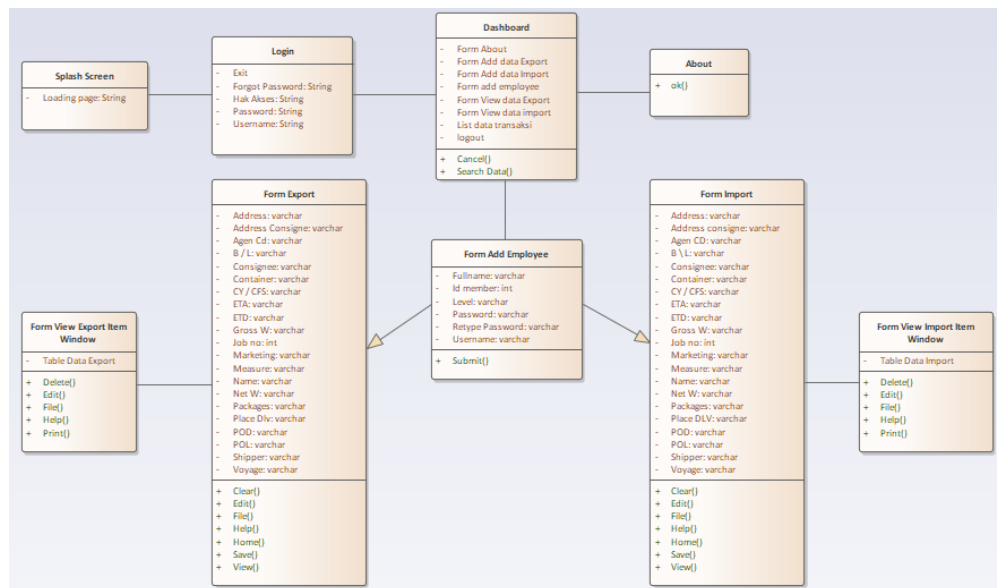 Splash Screen
- Loading page: String
Login
- Exit
- Forgot Password: String
- Hak Akses: String
- Password: String
- Username: String
Dashboard
- Form About
- Form Add data Export
- Form Add data Import
- Form add employee
- Form View data Export
- Form View data import
- List data transaksi
- logout
+ Cancel()
+ Search Data()
About
+ ok()
Form Export
- Address: varchar
- Address Consigne: varchar
- Agen Cd: varchar
- B / L: varchar
- Consignee: varchar
- Container: varchar
- CY / CFS: varchar
- ETA: varchar
- ETD: varchar
- Gross W: varchar
- Job no: int
- Marketing: varchar
- Measure: varchar
- Name: varchar
- Net W: varchar
- Packages: varchar
- Place Dlv: varchar
- POD: varchar
- POL: varchar
- Shipper: varchar
- Voyage: varchar
+ Clear()
+ Edit()
+ File()
+ Help()
+ Home()
+ Save()
+ View()
Form Add Employee
- Fullname: varchar
- Id member: int
- Level: varchar
- Password: varchar
- Retype Password: varchar
- Username: varchar
+ Submit()
Form Import
- Address: varchar
- Address consigne: varchar
- Agen CD: varchar
- B \ L: varchar
- Consignee: varchar
- Container: varchar
- CY / CFS: varchar
- ETA: varchar
- ETD: varchar
- Gross W: varchar
- Job no: int
- Marketing: varchar
- Measure: varchar
- Name: varchar
- Net W: varchar
- Packages: varchar
- Place DLV: varchar
- POD: varchar
- POL: varchar
- Shipper: varchar
- Voyage: varchar
+ Clear()
+ Edit()
+ File()
+ Help()
+ Home()
+ Save()
+ View()
Form View Export Item
Window
- Table Data Export
+ Delete()
+ Edit()
+ File()
+ Help()
+ Print()
Form View Import Item
Window
- Table Data Import
+ Delete()
+ Edit()
+ File()
+ Help()
+ Print()